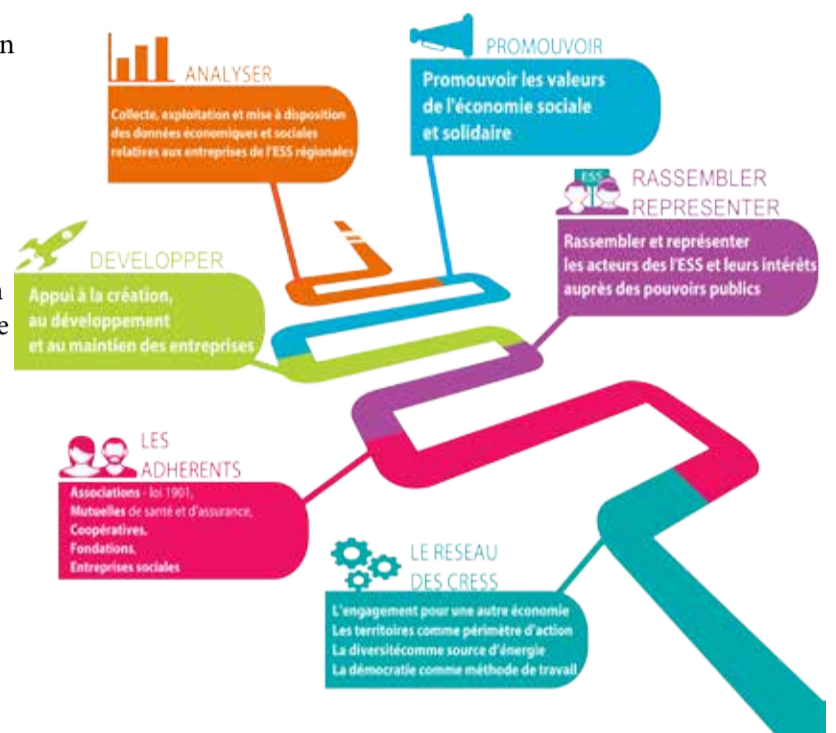 n
ANALYSER
Collecte, exploitation et mise à disposition
des données économiques et sociales
relatives aux entreprises de l'ESS régionales
PROMOUVOIR
Promouvoir les valeurs
de l'économie sociale
et solidaire
ESS
RASSEMBLER
REPRESENTER
Rassembler et représenter
les acteurs des l'ESS et leurs intérêts
auprès des pouvoirs publics
DEVELOPPER
Appui à la création,
au développement
et au maintien des entreprises
e
LES
ADHERENTS
Associations - loi 1901,
Mutuelles de santé et d'assurance,
Coopératives,
Fondations,
Entreprises sociales
LE RESEAU
DES CRESS
L'engagement pour une autre économie
Les territoires comme périmètre d'action
La diversitécomme source d'énergie
La démocratie comme méthode de travail